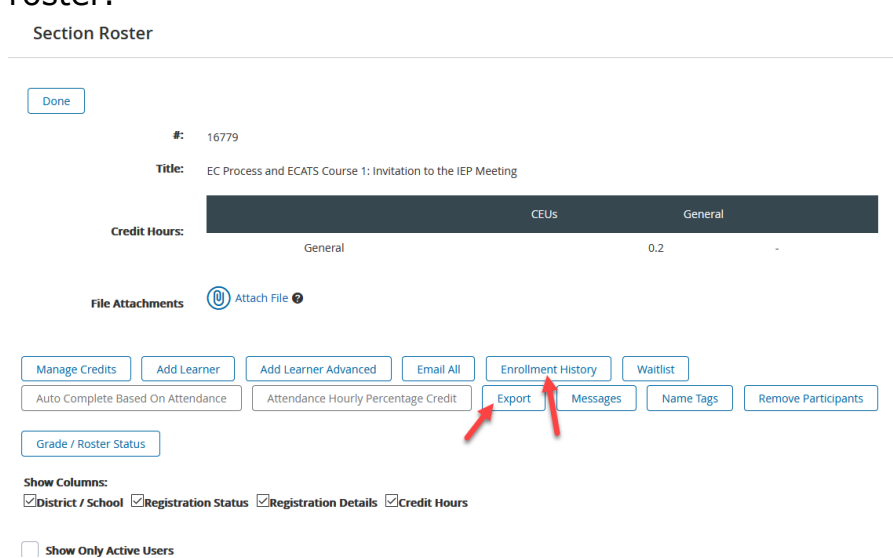 roster.
Section Roster
Done
#: 16779
Title: EC Process and ECATS Course 1: Invitation to the IEP Meeting
CEUs General
Credit Hours:
General 0.2 -
File Attachments Attach File ?
Manage Credits Add Learner Add Learner Advanced Email All Enrollment History Waitlist
Auto Complete Based On Attendance Attendance Hourly Percentage Credit Export Messages Name Tags Remove Participants
Grade / Roster Status
Show Columns:
District / School Registration Status Registration Details Credit Hours
Show Only Active Users